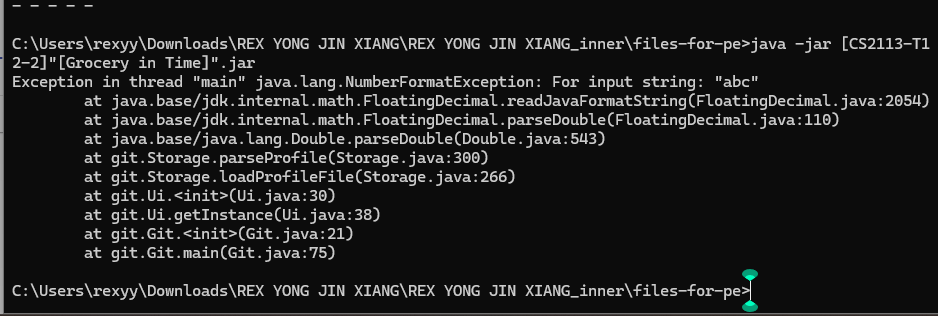 - - - - -
C:\Users\rexyy\Downloads\REX YONG JIN XIANG\REX YONG JIN XIANG_inner\files-for-pe>java -jar [CS2113-T1
2-2]"[Grocery in Time]".jar
Exception in thread "main" java.lang.NumberFormatException: For input string: "abc"
        at java.base/jdk.internal.math.FloatingDecimal.readJavaFormatString(FloatingDecimal.java:2054)
        at java.base/jdk.internal.math.FloatingDecimal.parseDouble(FloatingDecimal.java:110)
        at java.base/java.lang.Double.parseDouble(Double.java:543)
        at git.Storage.parseProfile(Storage.java:300)
        at git.Storage.loadProfileFile(Storage.java:266)
        at git.Ui.<init>(Ui.java:30)
        at git.Ui.getInstance(Ui.java:38)
        at git.Git.<init>(Git.java:21)
        at git.Git.main(Git.java:75)
C:\Users\rexyy\Downloads\REX YONG JIN XIANG\REX YONG JIN XIANG_inner\files-for-pe>